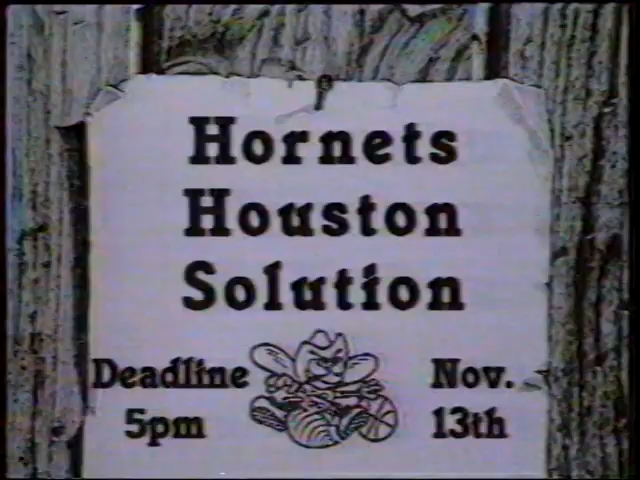 Hornets
Houston
Solution
Deadline Nov.
5pm 13th